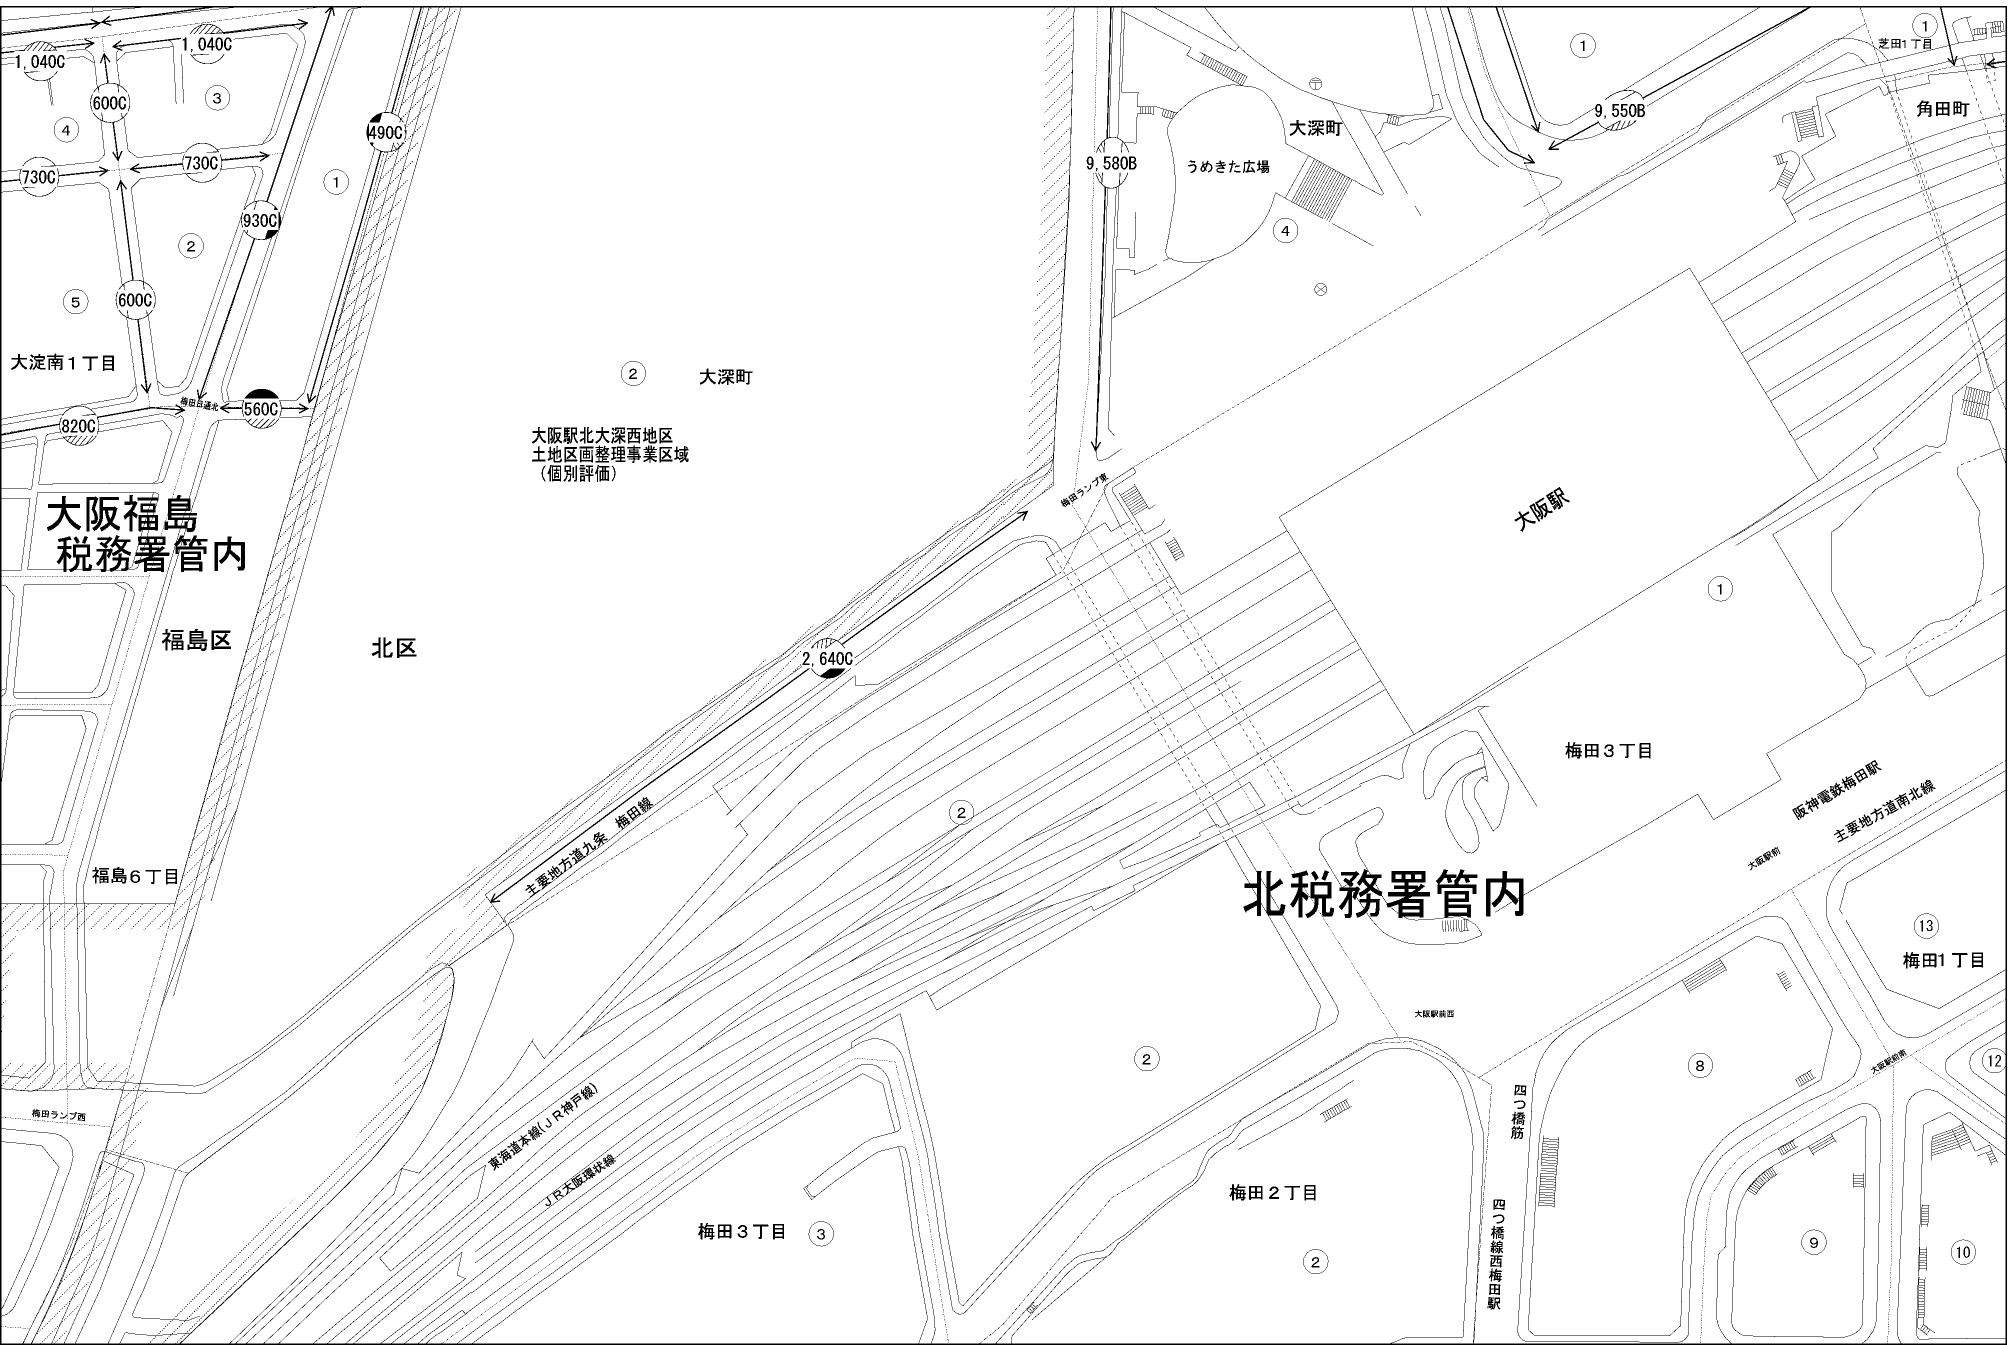 1,040C
1,040C
600C
3
4
730C
730C
490C
1
930C
2
5
600C
大淀南1丁目
820C
560C
大阪福島
税務署管内
福島区
北区
福島6丁目
梅田ランプ西
2
大深町
大阪駅北大深西地区
土地区画整理事業区域
(個別評価)
2,640C
主要地方道九条 梅田線
9,580B
うめきた広場
大深町
4
1
9,550B
1
芝田1丁目
角田町
梅田ランプ東
大阪駅
1
梅田3丁目
2
北税務署管内
阪神電鉄梅田駅
主要地方道南北線
大阪駅前
13
梅田1丁目
大阪駅前西
大阪駅前南
12
8
2
四つ橋筋
東海道本線(JR神戸線)
JR大阪環状線
梅田3丁目
3
梅田2丁目
2
四つ橋線西梅田駅
9
10